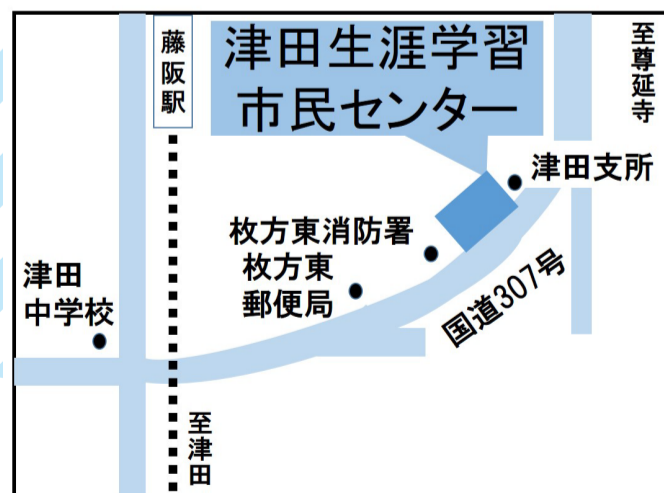 藤阪駅
津田生涯学習
市民センター
至尊延寺
津田支所
枚方東消防署
枚方東
郵便局
国道307号
津田
中学校
至津田